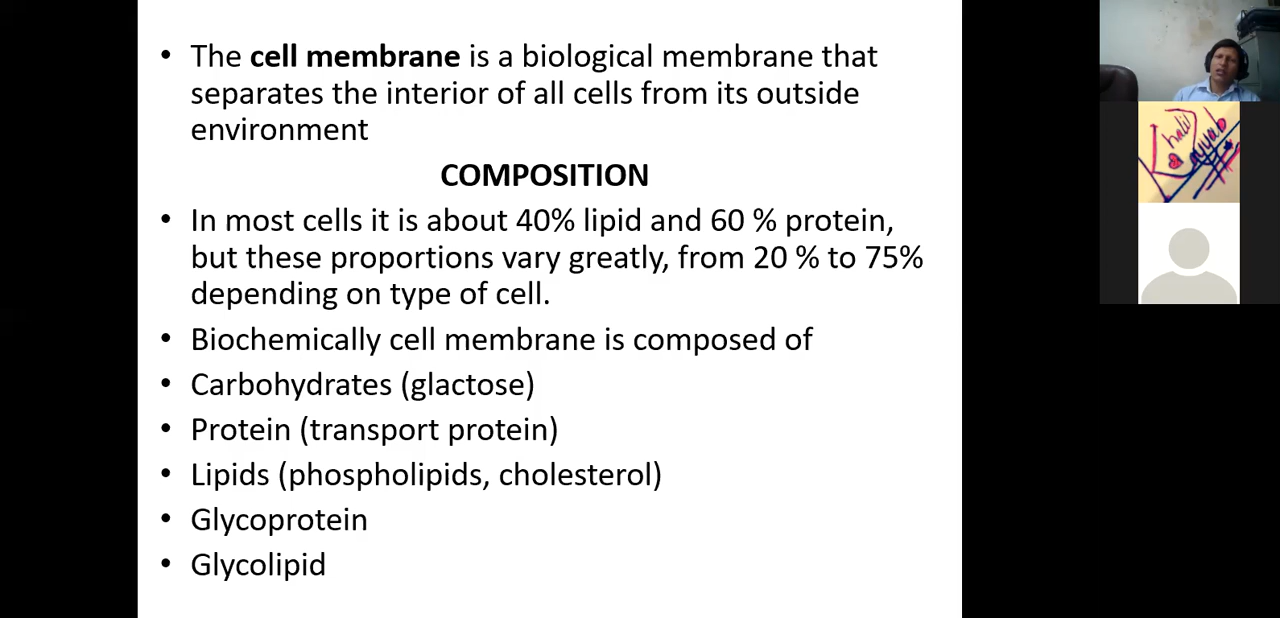 • The cell membrane is a biological membrane that
separates the interior of all cells from its outside
environment
COMPOSITION
• In most cells it is about 40% lipid and 60 % protein,
but these proportions vary greatly, from 20 % to 75%
depending on type of cell.
• Biochemically cell membrane is composed of
• Carbohydrates (glactose)
• Protein (transport protein)
• Lipids (phospholipids, cholesterol)
• Glycoprotein
• Glycolipid